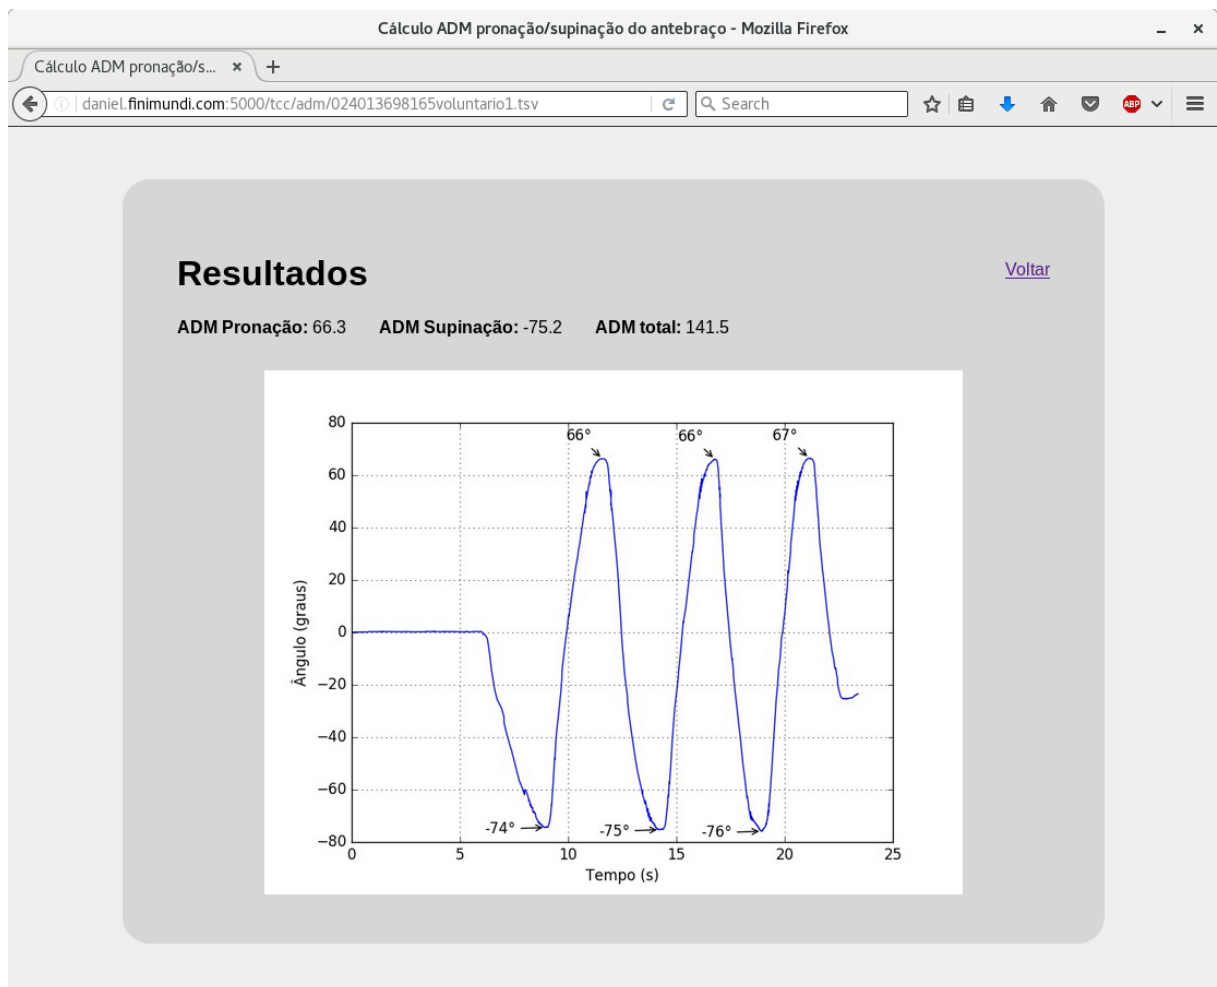 Cálculo ADM pronação/supinação do antebraço - Mozilla Firefox
Cálculo ADM pronação/s...
daniel.finimundi.com:5000/tcc/adm/024013698165voluntario1.tsv
Search
ABP
Resultados
Voltar
ADM Pronação: 66.3 ADM Supinação: -75.2 ADM total: 141.5
80
66° 66° 67°
60
40
20
0
Ângulo (graus)
−20
−40
−60
-74° -75° -76°
−80
0 5 10 15 20 25
Tempo (s)